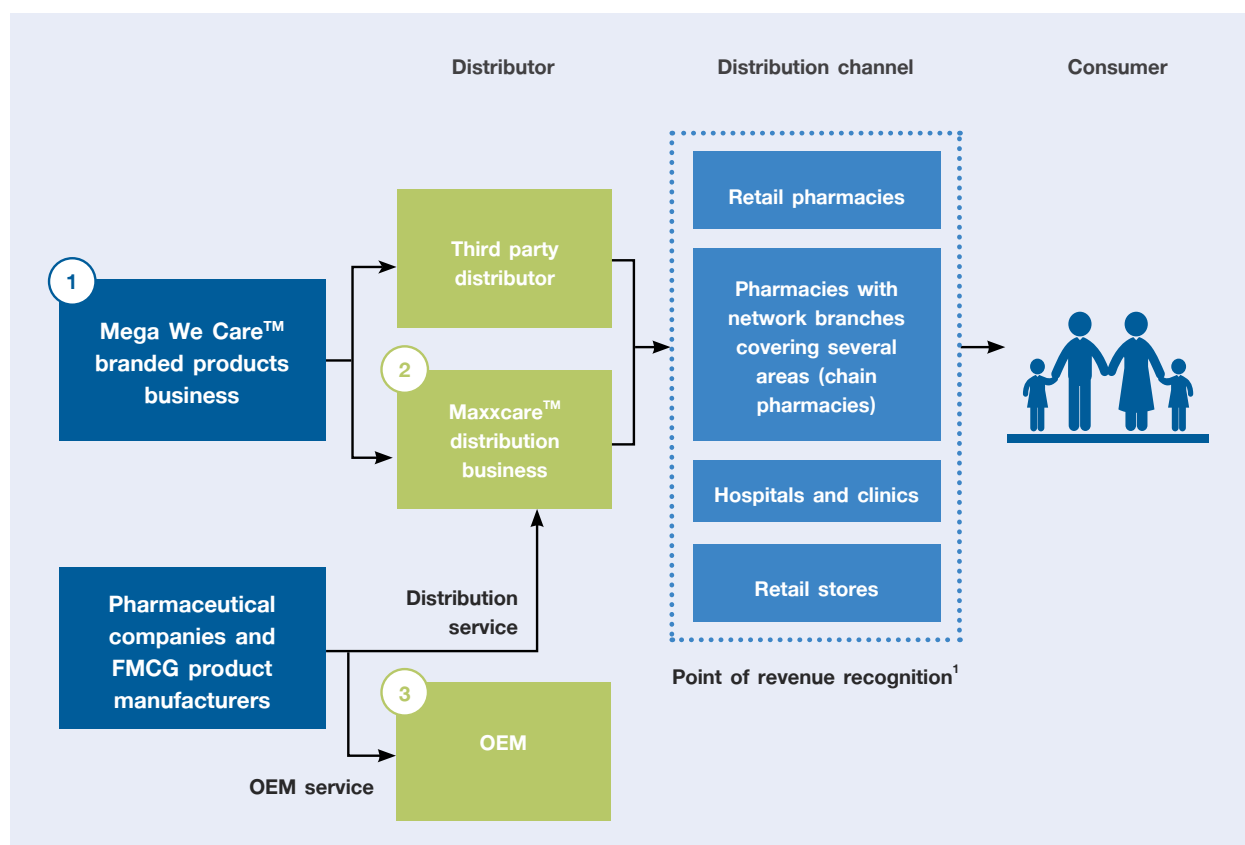 Distributor
Distribution channel
Consumer
1
Mega We Care™
branded products
business
Third party
distributor
2
Maxxcare™
distribution
business
Retail pharmacies
Pharmacies with
network branches
covering several
areas (chain
pharmacies)
Hospitals and clinics
Retail stores
Point of revenue recognition¹
Pharmaceutical
companies and
FMCG product
manufacturers
Distribution
service
3
OEM
OEM service